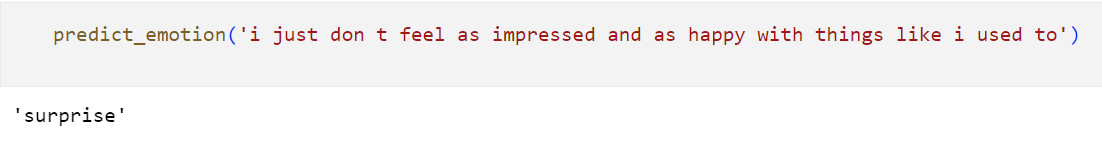 predict_emotion('i just don t feel as impressed and as happy with things like i used to')
'surprise'